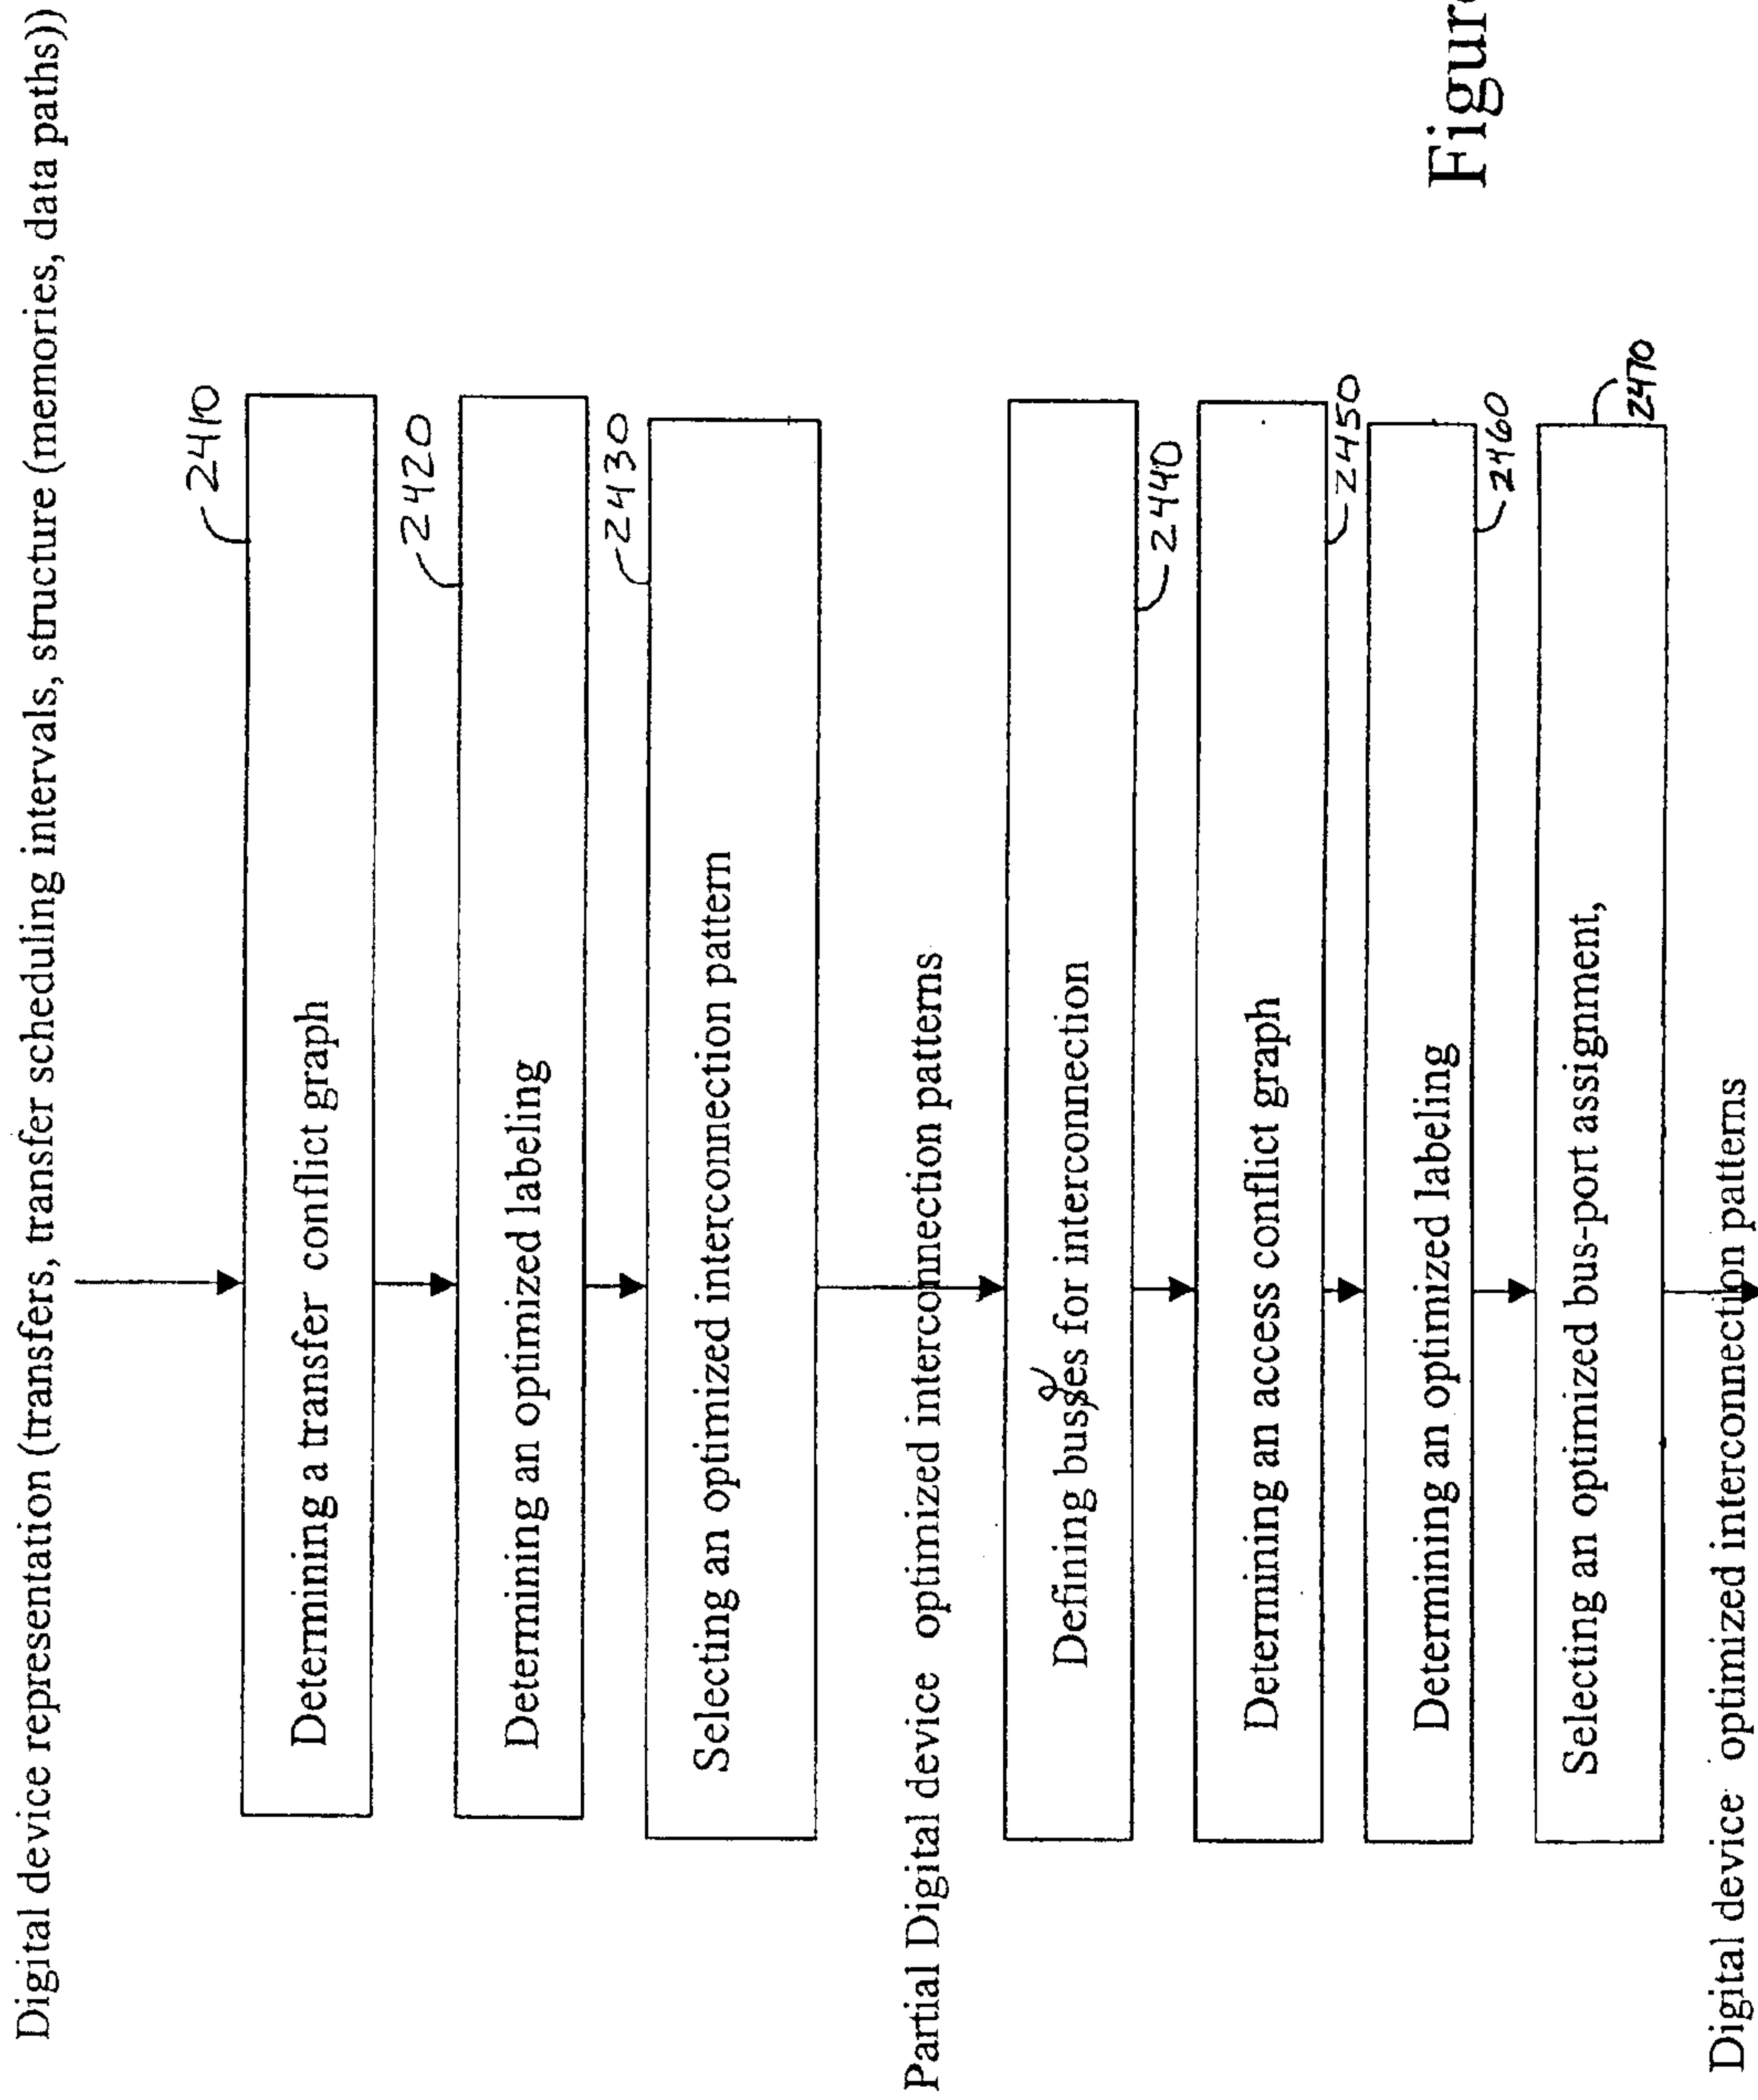 Digital device representation (transfers, transfer scheduling intervals, structure (memories, data paths))
2410
Determining a transfer conflict graph
2420
Determining an optimized labeling
2430
Selecting an optimized interconnection pattern
Partial Digital device optimized interconnection patterns
Defining busses for interconnection
2440
Determining an access conflict graph
2450
Determining an optimized labeling
2460
Selecting an optimized bus-port assignment,
2470
Digital device optimized interconnection patterns
Figure